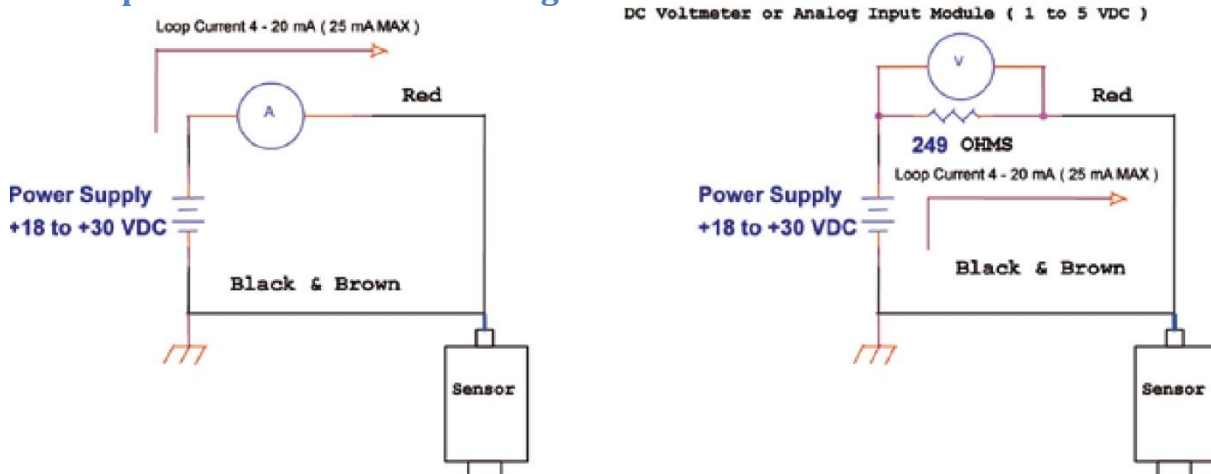 Loop Current 4 - 20 mA ( 25 mA MAX )
A
Red
Power Supply
+18 to +30 VDC
Black & Brown
Sensor
DC Voltmeter or Analog Input Module ( 1 to 5 VDC )
V
Red
249 OHMS
Loop Current 4 - 20 mA ( 25 mA MAX )
Power Supply
+18 to +30 VDC
Black & Brown
Sensor